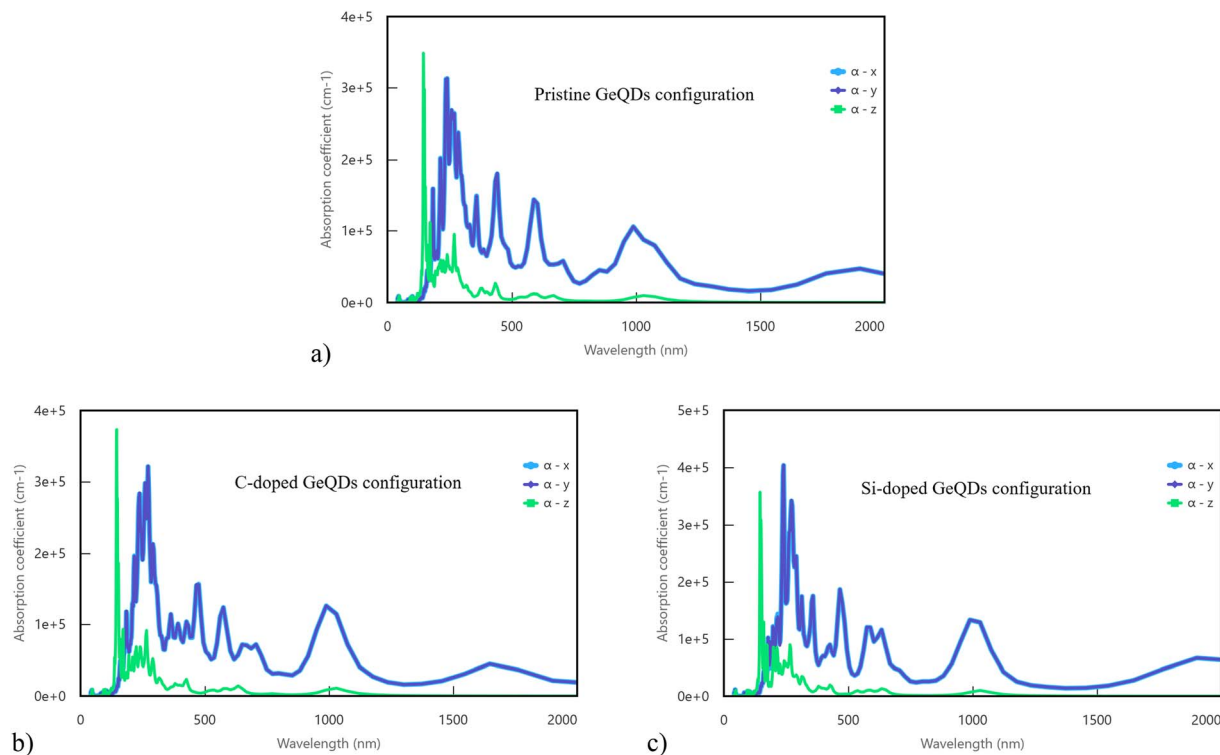 4e+5
3e+5
2e+5
1e+5
0e+0
Absorption coefficient (cm-1)
Pristine GeQDs configuration
α - x
α - y
α - z
0 500 1000 1500 2000
Wavelength (nm)
a)
4e+5
3e+5
2e+5
1e+5
0e+0
Absorption coefficient (cm-1)
C-doped GeQDs configuration
α - x
α - y
α - z
0 500 1000 1500 2000
Wavelength (nm)
b)
5e+5
4e+5
3e+5
2e+5
1e+5
0e+0
Absorption coefficient (cm-1)
Si-doped GeQDs configuration
α - x
α - y
α - z
0 500 1000 1500 2000
Wavelength (nm)
c)